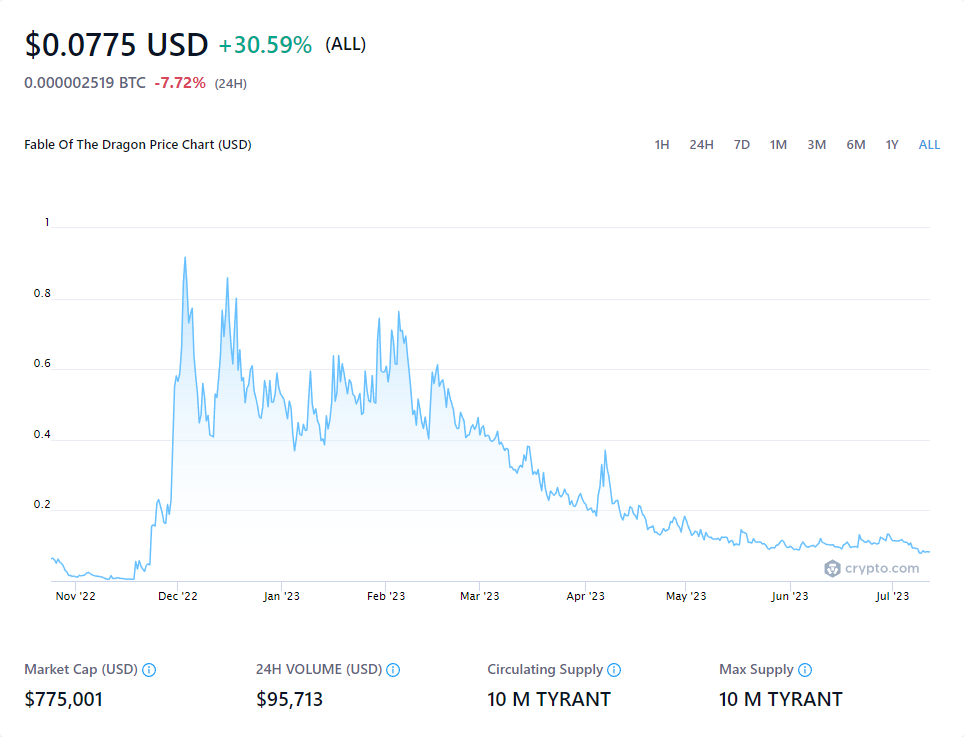 $0.0775 USD +30.59% (ALL)
0.000002519 BTC -7.72% (24H)
Fable Of The Dragon Price Chart (USD) 1H 24H 7D 1M 3M 6M 1Y ALL
1
0.8
0.6
0.4
0.2
crypto.com
Nov '22 Dec '22 Jan '23 Feb '23 Mar '23 Apr '23 May '23 Jun '23 Jul '23
Market Cap (USD) 24H VOLUME (USD) Circulating Supply Max Supply
$775,001 $95,713 10 M TYRANT 10 M TYRANT